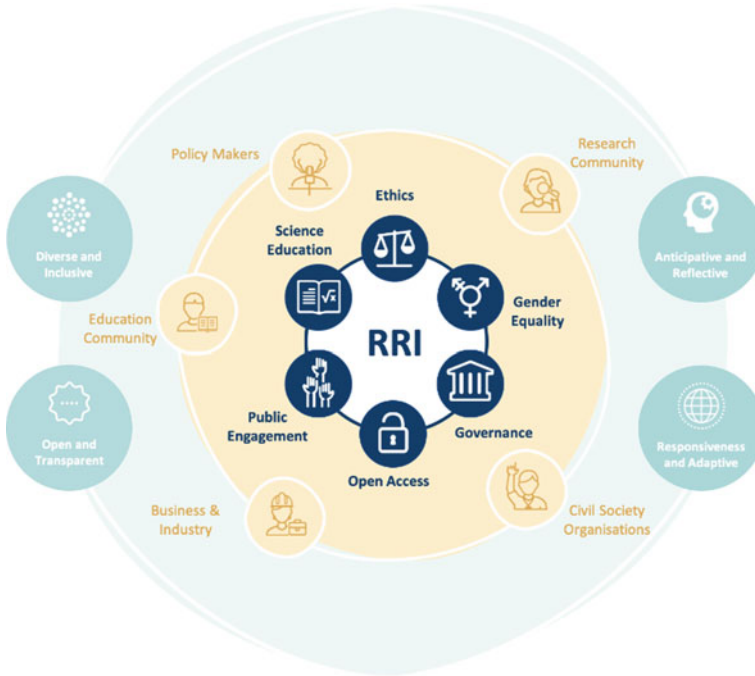 Policy Makers
Research
Community
Ethics
Science
Education
Diverse and
Inclusive
Anticipative and
Reflective
Education
Community
Gender
Equality
RRI
√x
Public
Engagement
Governance
Open and
Transparent
Responsiveness
and Adaptive
Open Access
Business &
Industry
Civil Society
Organisations